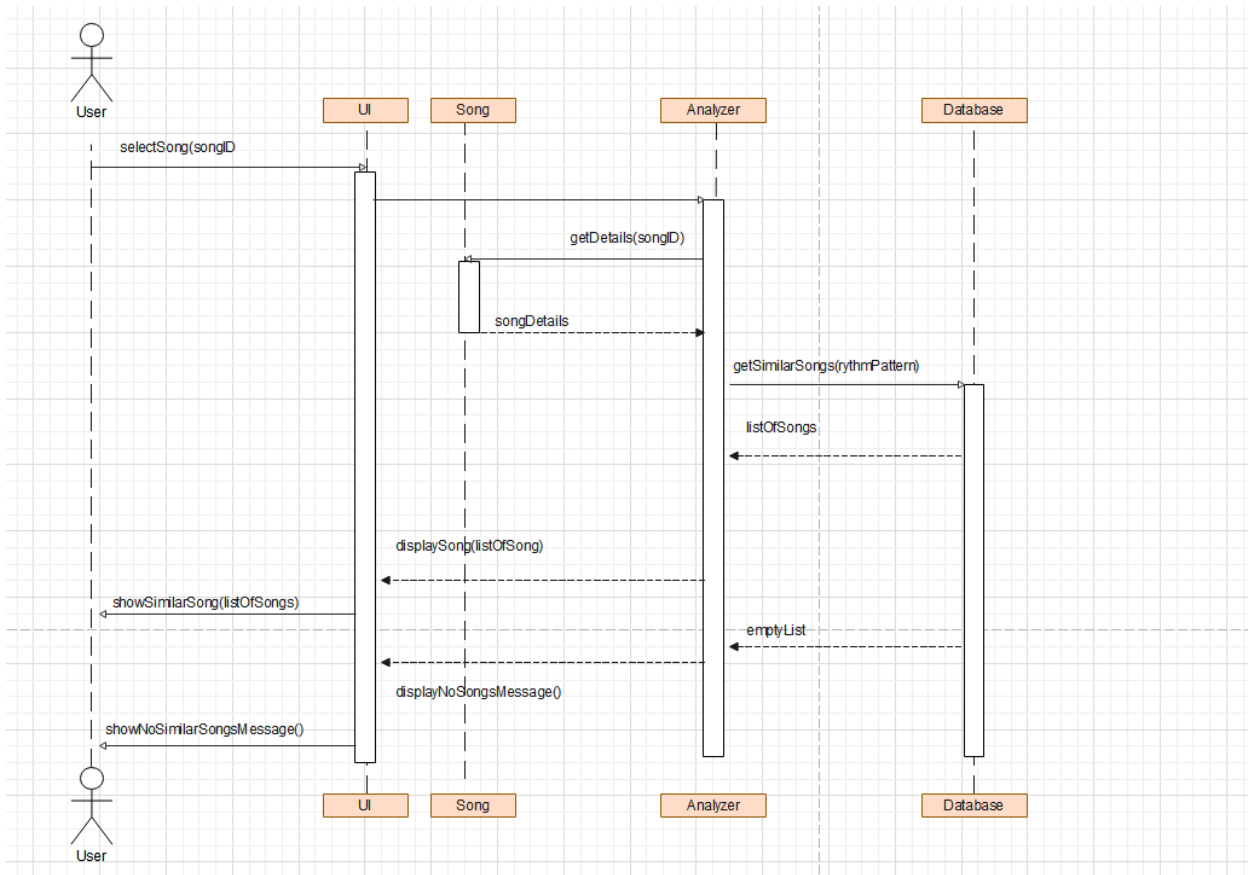 User
UI
Song
Analyzer
Database
selectSong(songID
getDetails(songID)
songDetails
getSimilarSongs(rythmPattern)
listOfSongs
displaySong(listOfSong)
showSimilarSong(listOfSongs)
emptyList
displayNoSongsMessage()
showNoSimilarSongsMessage()
UI
Song
Analyzer
Database
User